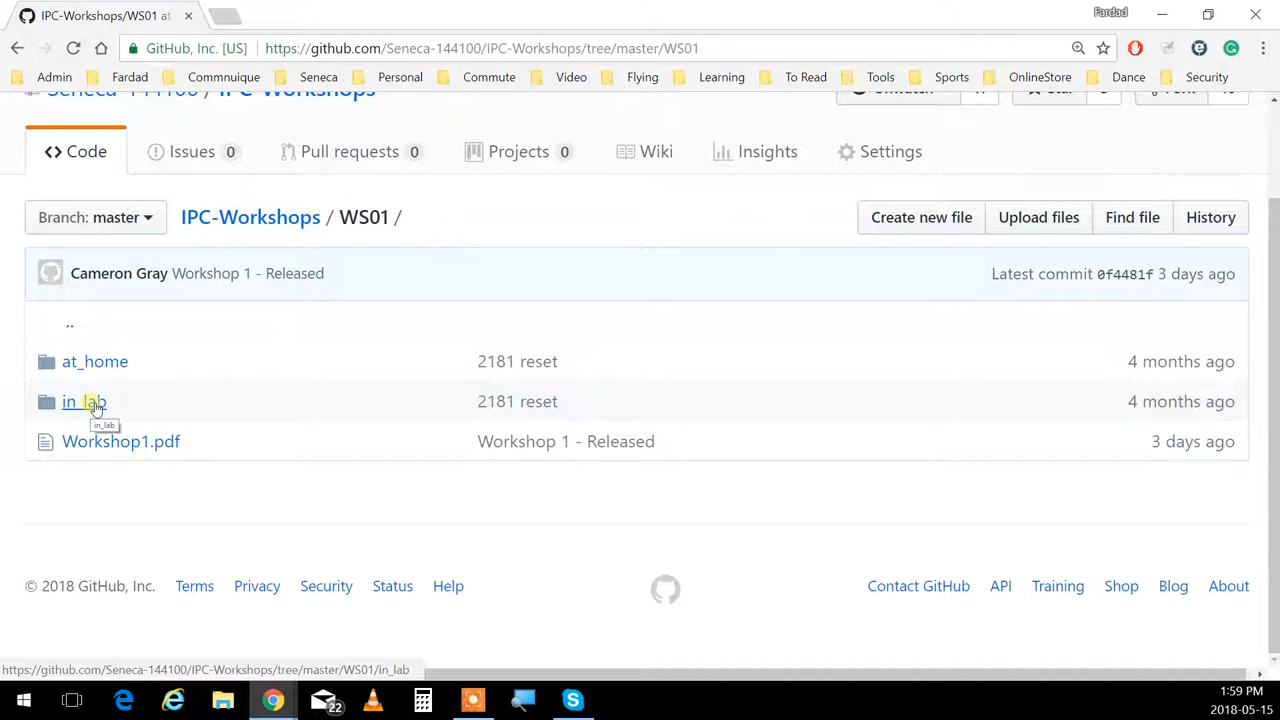 IPC-Workshops/WS01 at
Fardad
GitHub, Inc. [US]
https://github.com/Seneca-144100/IPC-Workshops/tree/master/WS01
Admin
Fardad
Commnuique
Seneca
Personal
Commute
Video
Flying
Learning
To Read
Tools
Sports
OnlineStore
Dance
Security
Seneca-144100 / IPC-Workshops
Code
Issues 0
Pull requests 0
Projects 0
Wiki
Insights
Settings
Branch: master
IPC-Workshops / WS01 /
Create new file
Upload files
Find file
History
Cameron Gray Workshop 1 - Released
Latest commit 0f4481f 3 days ago
..
at_home 2181 reset 4 months ago
in_lab 2181 reset 4 months ago
in_lab
Workshop1.pdf Workshop 1 - Released 3 days ago
© 2018 GitHub, Inc.
Terms
Privacy
Security
Status
Help
Contact GitHub
API
Training
Shop
Blog
About
https://github.com/Seneca-144100/IPC-Workshops/tree/master/WS01/in_lab
22
1:59 PM
2018-05-15